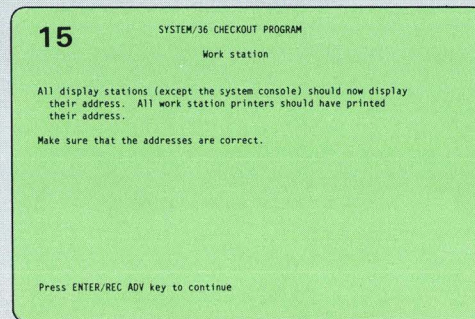 15
SYSTEM/36 CHECKOUT PROGRAM
Work station
All display stations (except the system console) should now display
their address. All work station printers should have printed
their address.
Make sure that the addresses are correct.
Press ENTER/REC ADV key to continue